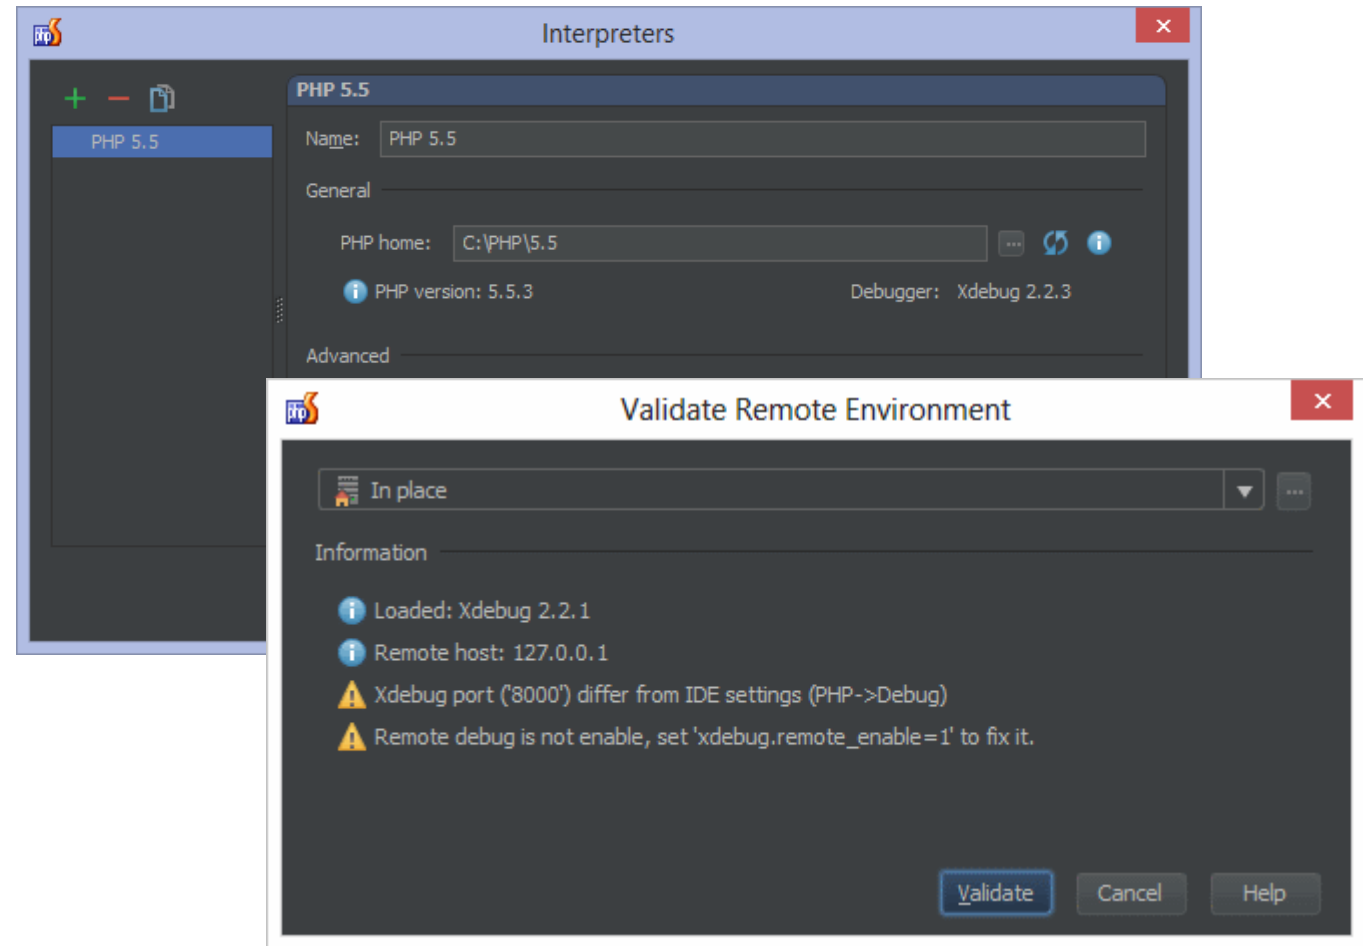 Interpreters
PHP 5.5
PHP 5.5
Name: PHP 5.5
General
PHP home: C:\PHP\5.5
PHP version: 5.5.3 Debugger: Xdebug 2.2.3
Advanced
Validate Remote Environment
In place
Information
Loaded: Xdebug 2.2.1
Remote host: 127.0.0.1
Xdebug port ('8000') differ from IDE settings (PHP->Debug)
Remote debug is not enable, set 'xdebug.remote_enable=1' to fix it.
Validate Cancel Help